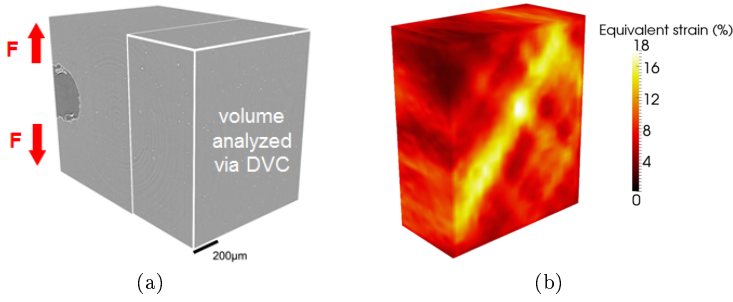 F
F
volume
analyzed
via DVC
200µm
(a)
Equivalent strain (%)
18
16
12
8
4
0
(b)